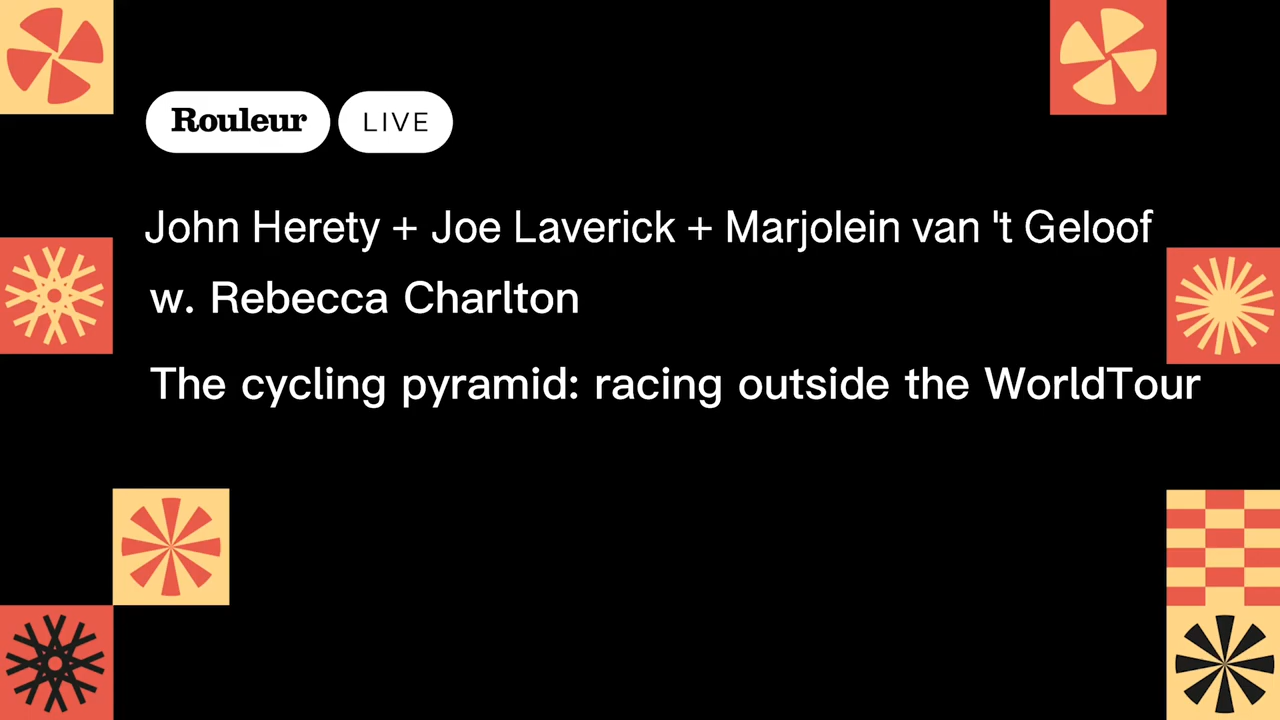 Rouleur LIVE
John Herety + Joe Laverick + Marjolein van 't Geloof
w. Rebecca Charlton
The cycling pyramid: racing outside the WorldTour